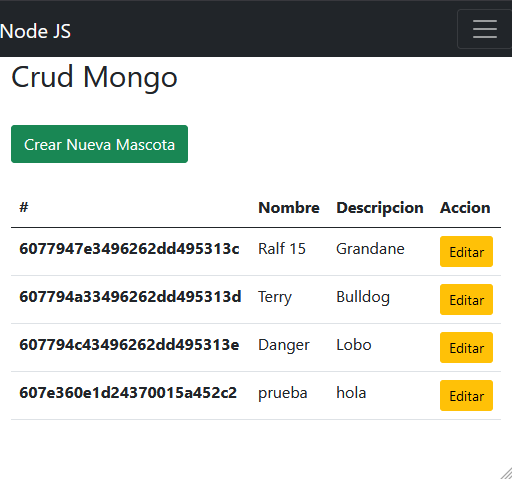 Node JS
Crud Mongo
Crear Nueva Mascota
# Nombre Descripcion Accion
6077947e3496262dd495313c Ralf 15 Grandane Editar
607794a33496262dd495313d Terry Bulldog Editar
607794c43496262dd495313e Danger Lobo Editar
607e360e1d24370015a452c2 prueba hola Editar